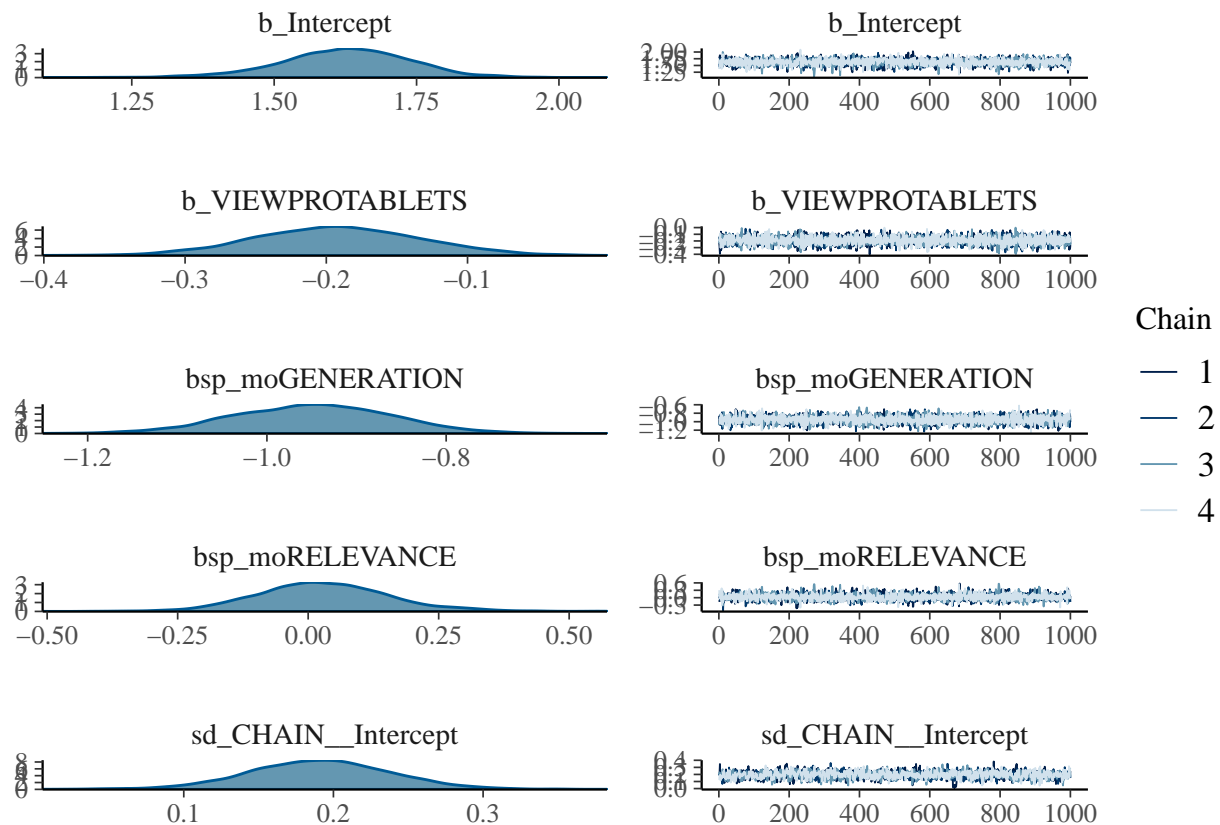 b_Intercept b_Intercept
1.25 1.50 1.75 2.00 0 200 400 600 800 1000
b_VIEWPROTABLETS b_VIEWPROTABLETS
−0.4 −0.3 −0.2 −0.1 0 200 400 600 800 1000
bsp_moGENERATION bsp_moGENERATION
−1.2 −1.0 −0.8 0 200 400 600 800 1000
bsp_moRELEVANCE bsp_moRELEVANCE
−0.50 −0.25 0.00 0.25 0.50 0 200 400 600 800 1000
sd_CHAIN__Intercept sd_CHAIN__Intercept
0.1 0.2 0.3 0 200 400 600 800 1000
Chain
1
2
3
4